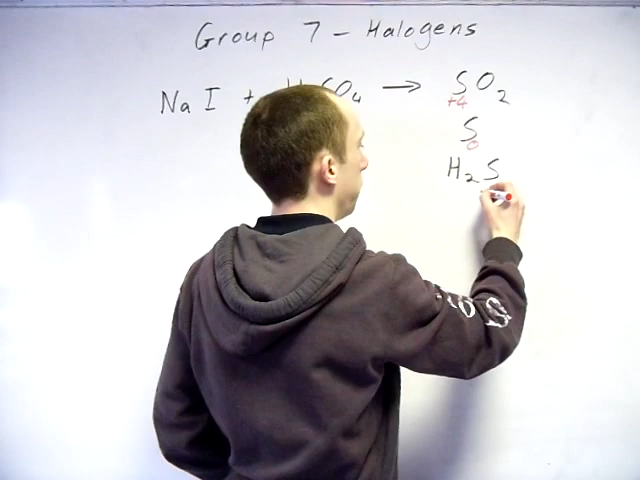 Group 7 - Halogens
Na I + H SO4 → SO2
+4
S
0
H2S